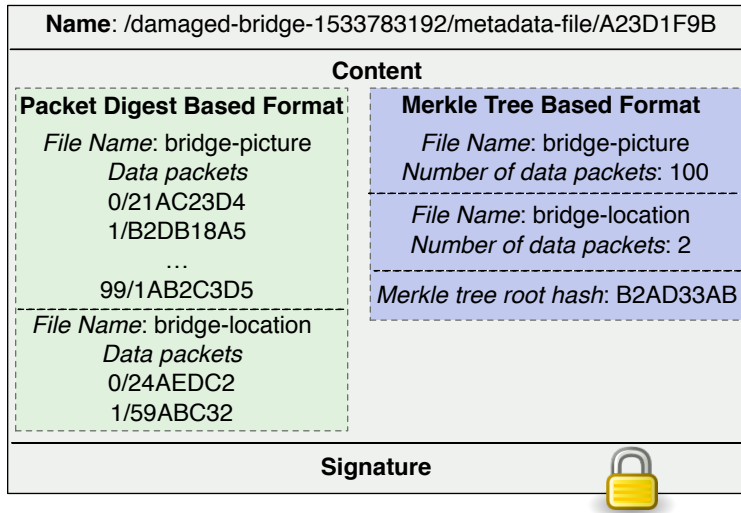 Name: /damaged-bridge-1533783192/metadata-file/A23D1F9B
Content
Packet Digest Based Format
File Name: bridge-picture
Data packets
0/21AC23D4
1/B2DB18A5
...
99/1AB2C3D5
File Name: bridge-location
Data packets
0/24AEDC2
1/59ABC32
Merkle Tree Based Format
File Name: bridge-picture
Number of data packets: 100
File Name: bridge-location
Number of data packets: 2
Merkle tree root hash: B2AD33AB
Signature